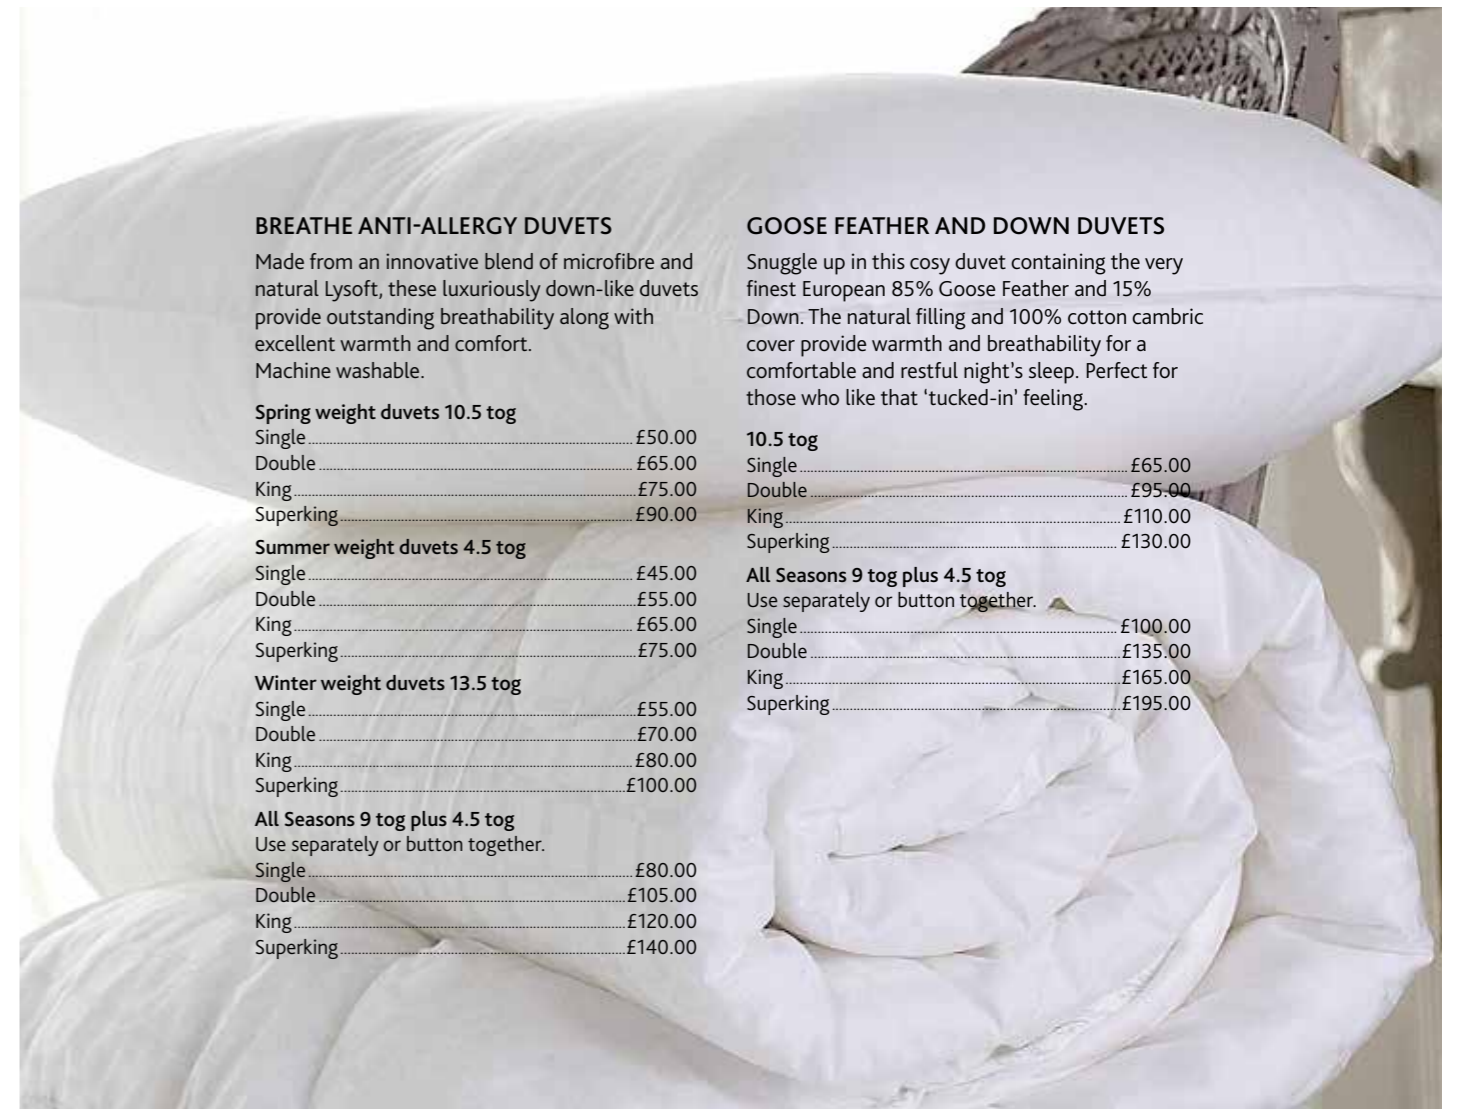 BREATHE ANTI-ALLERGY DUVETS
Made from an innovative blend of microfibre and
natural Lysoft, these luxuriously down-like duvets
provide outstanding breathability along with
excellent warmth and comfort.
Machine washable.
Spring weight duvets 10.5 tog
Single £50.00
Double £65.00
King £75.00
Superking £90.00
Summer weight duvets 4.5 tog
Single £45.00
Double £55.00
King £65.00
Superking £75.00
Winter weight duvets 13.5 tog
Single £55.00
Double £70.00
King £80.00
Superking £100.00
All Seasons 9 tog plus 4.5 tog
Use separately or button together.
Single £80.00
Double £105.00
King £120.00
Superking £140.00
GOOSE FEATHER AND DOWN DUVETS
Snuggle up in this cosy duvet containing the very
finest European 85% Goose Feather and 15%
Down. The natural filling and 100% cotton cambric
cover provide warmth and breathability for a
comfortable and restful night's sleep. Perfect for
those who like that ‘tucked-in’ feeling.
10.5 tog
Single £65.00
Double £95.00
King £110.00
Superking £130.00
All Seasons 9 tog plus 4.5 tog
Use separately or button together.
Single £100.00
Double £135.00
King £165.00
Superking £195.00